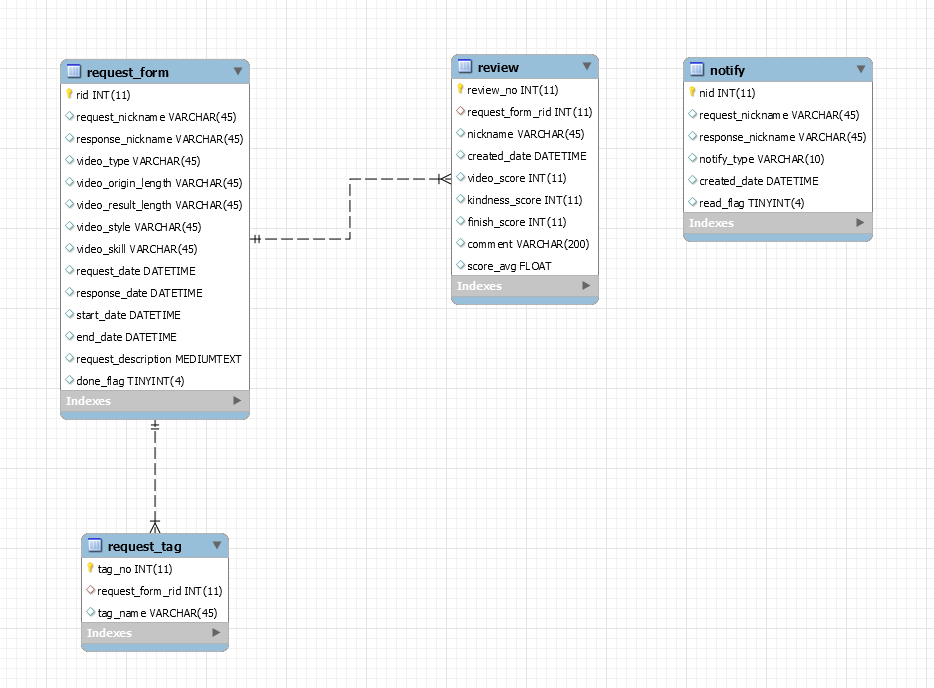 request_form
rid INT(11)
request_nickname VARCHAR(45)
response_nickname VARCHAR(45)
video_type VARCHAR(45)
video_origin_length VARCHAR(45)
video_result_length VARCHAR(45)
video_style VARCHAR(45)
video_skill VARCHAR(45)
request_date DATETIME
response_date DATETIME
start_date DATETIME
end_date DATETIME
request_description MEDIUMTEXT
done_flag TINYINT(4)
Indexes
review
review_no INT(11)
request_form_rid INT(11)
nickname VARCHAR(45)
created_date DATETIME
video_score INT(11)
kindness_score INT(11)
finish_score INT(11)
comment VARCHAR(200)
score_avg FLOAT
Indexes
notify
nid INT(11)
request_nickname VARCHAR(45)
response_nickname VARCHAR(45)
notify_type VARCHAR(10)
created_date DATETIME
read_flag TINYINT(4)
Indexes
request_tag
tag_no INT(11)
request_form_rid INT(11)
tag_name VARCHAR(45)
Indexes